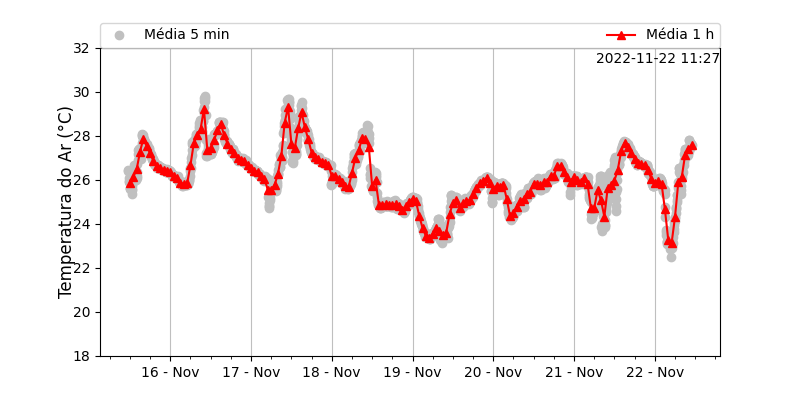 Média 5 min
Média 1 h
2022-11-22 11:27
Temperatura do Ar (°C)
32
30
28
26
24
22
20
18
16 - Nov
17 - Nov
18 - Nov
19 - Nov
20 - Nov
21 - Nov
22 - Nov